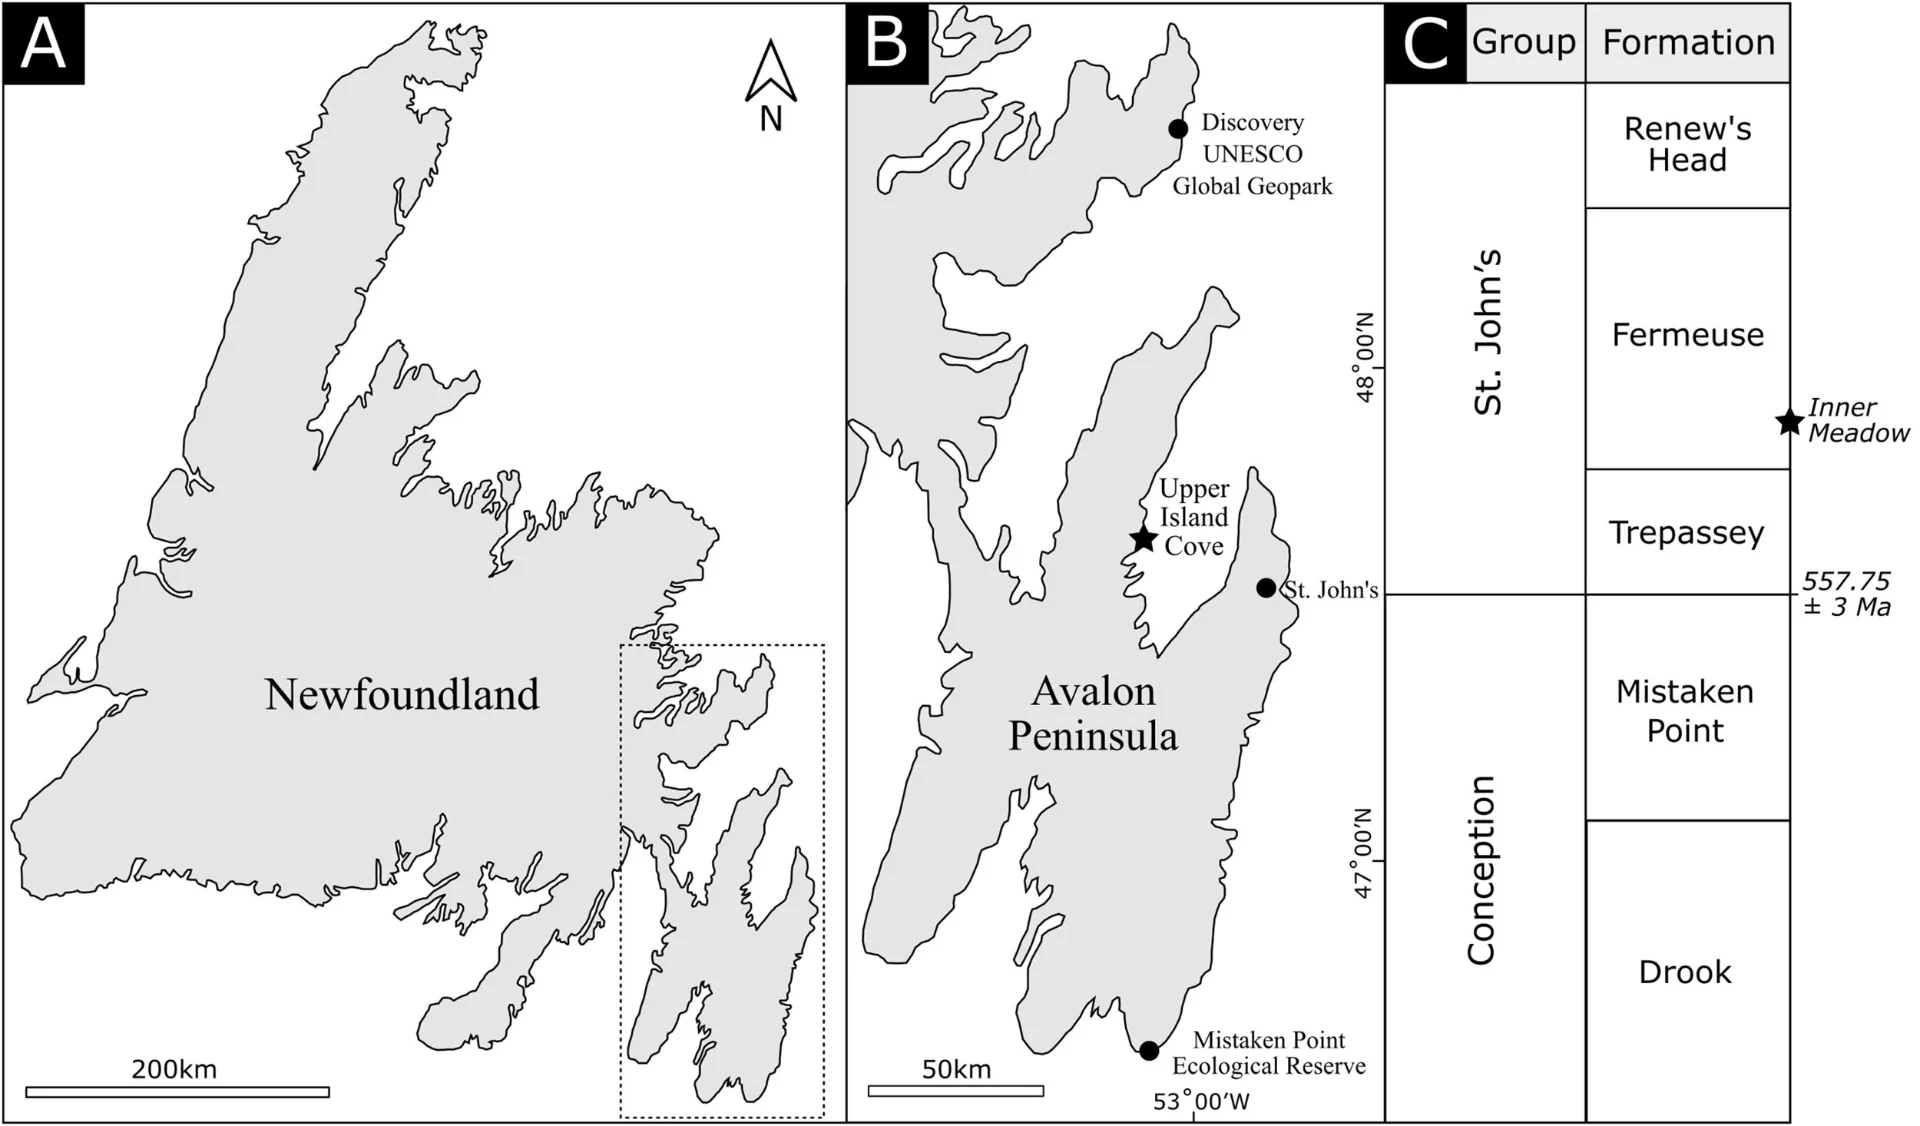 A
N
Newfoundland
200km
B
Discovery
UNESCO
Global Geopark
48°00'N
Upper
Island
Cove
St. John's
Avalon
Peninsula
47°00'N
Mistaken Point
Ecological Reserve
50km
53°00'W
C
Group
Formation
Renew's
Head
St. John’s
Fermeuse
Inner
Meadow
Trepassey
557.75
± 3 Ma
Mistaken
Point
Conception
Drook